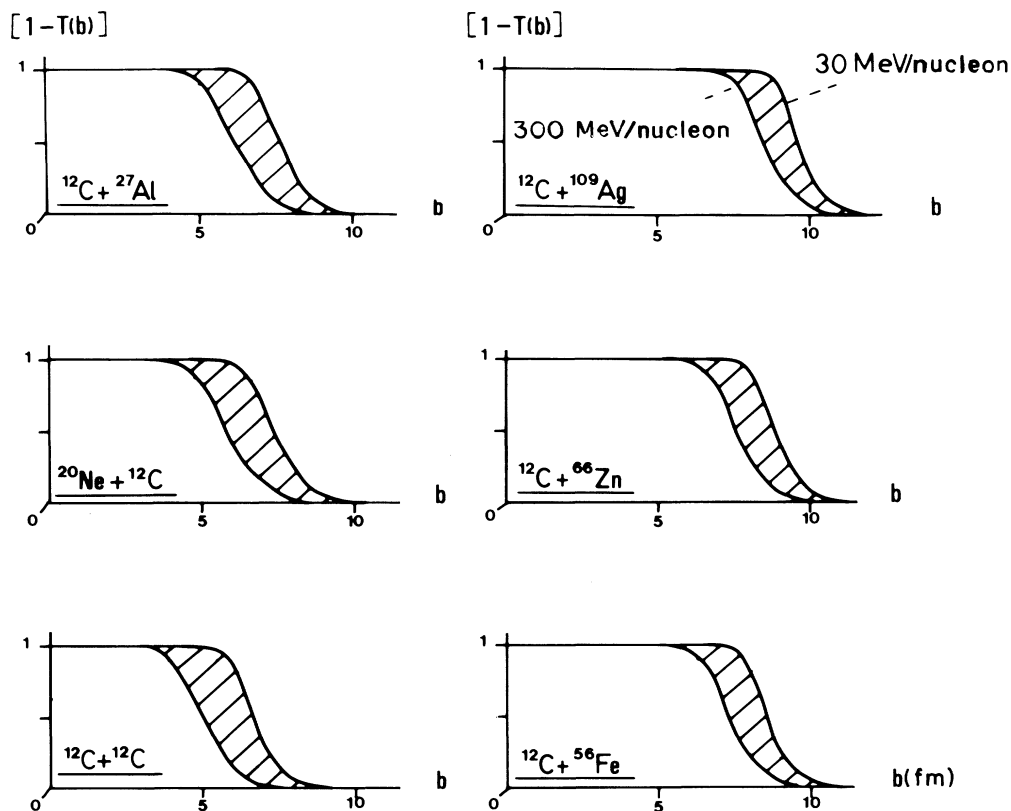 [1-T(b)]
1
¹²C+²⁷Al
0
5
10
b
[1-T(b)]
1
30 MeV/nucleon
300 MeV/nucleon
¹²C+¹⁰⁹Ag
0
5
10
b
1
²⁰Ne+¹²C
0
5
10
b
1
¹²C+⁶⁶Zn
0
5
10
b
1
¹²C+¹²C
0
5
10
b
1
¹²C+⁵⁶Fe
0
5
10
b(fm)